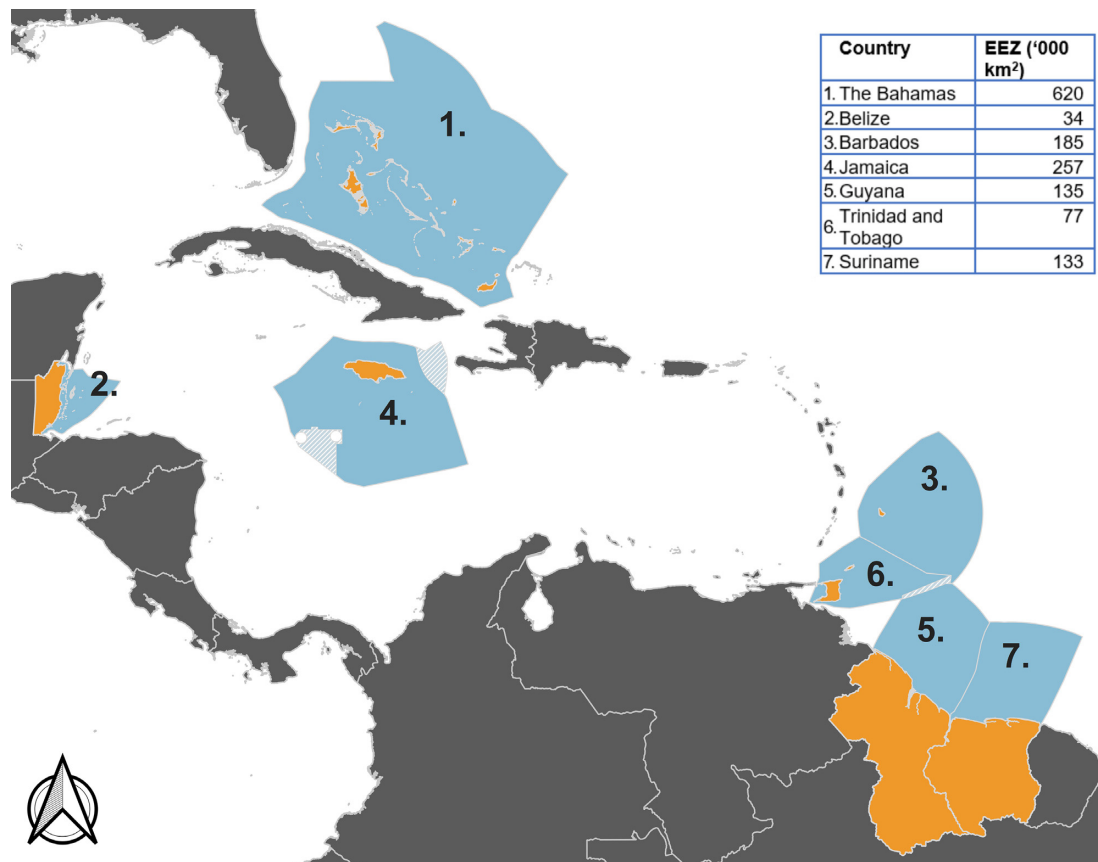 Country EEZ (‘000
km²)
1. The Bahamas 620
2. Belize 34
3. Barbados 185
4. Jamaica 257
5. Guyana 135
6. Trinidad and 77
Tobago
7. Suriname 133
1.
2.
4.
3.
6.
5.
7.